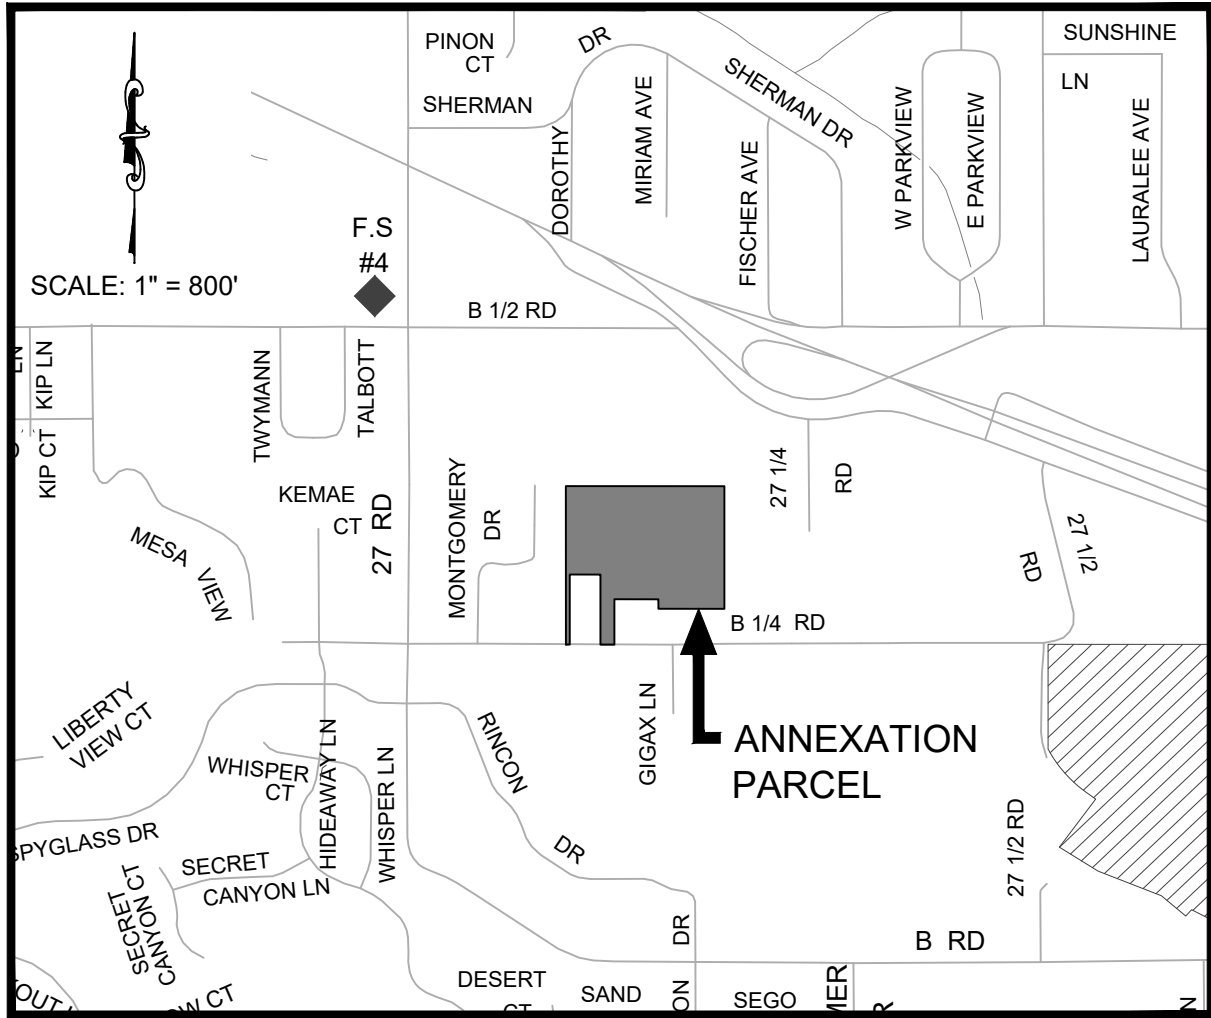 PINON
CT
DR
SUNSHINE
LN
SHERMAN
SHERMAN DR
DOROTHY
MIRIAM AVE
FISCHER AVE
W PARKVIEW
E PARKVIEW
LAURALEE AVE
F.S
#4
SCALE: 1" = 800'
B 1/2 RD
LN
KIP LN
KIP CT
TWYMANN
TALBOTT
KEMAE
CT
27 RD
MONTGOMERY
DR
27 1/4
RD
27 1/2
RD
MESA VIEW
B 1/4 RD
LIBERTY
VIEW CT
WHISPER
CT
HIDEAWAY LN
WHISPER LN
RINCON
DR
GIGAX LN
ANNEXATION
PARCEL
SPYGLASS DR
SECRET
CANYON LN
SECRET
CANYON CT
27 1/2 RD
DR
B RD
DESERT
CT
SAND
SEGO